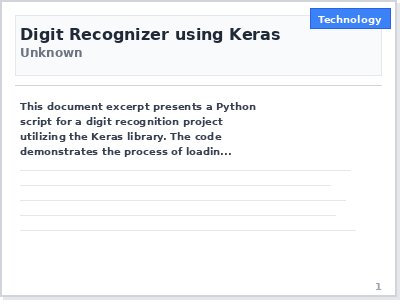 Technology
Digit Recognizer using Keras
Unknown
This document excerpt presents a Python
script for a digit recognition project
utilizing the Keras library. The code
demonstrates the process of loadin...
1